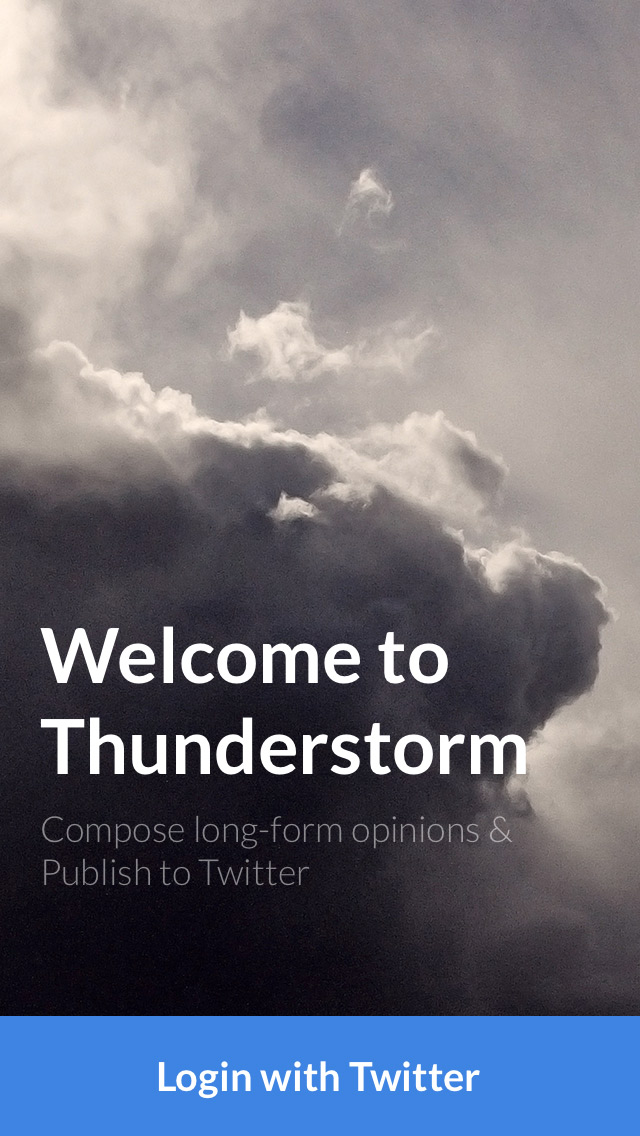 Welcome to
Thunderstorm
Compose long-form opinions &
Publish to Twitter
Login with Twitter